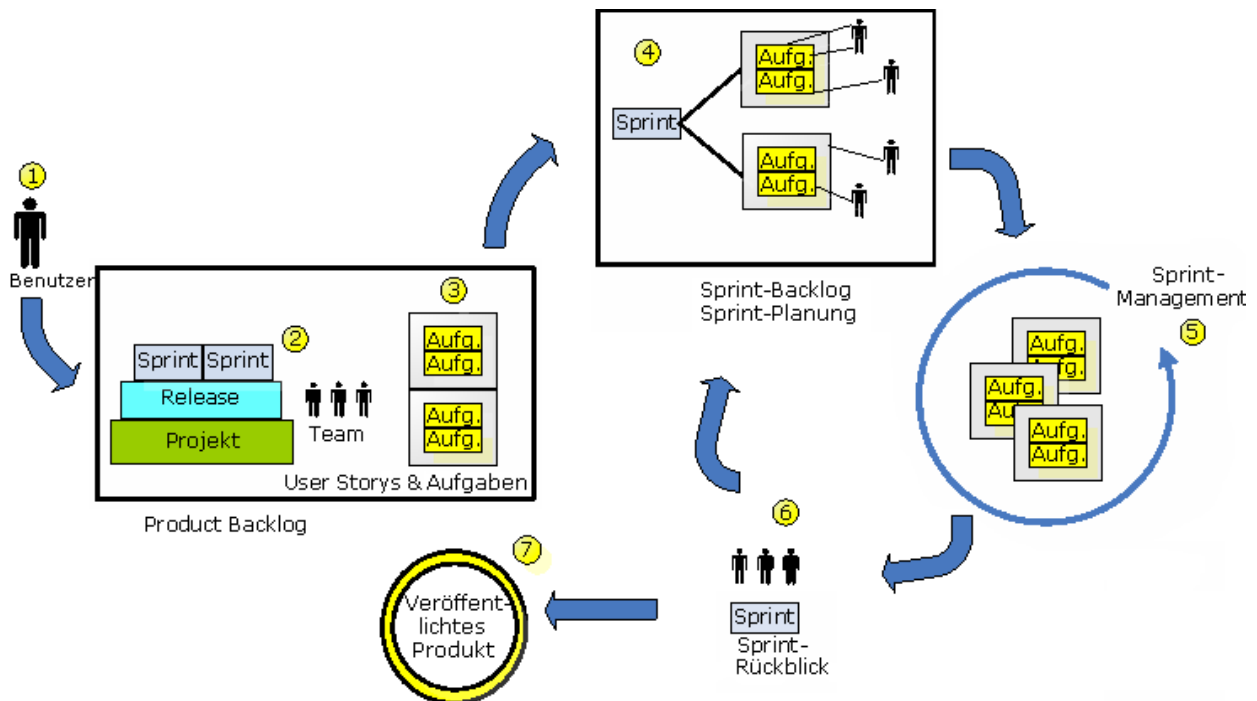 1
Benutzer
2
Sprint Sprint
Release
Projekt
Team
3
Aufg.
Aufg.
Aufg.
Aufg.
User Storys & Aufgaben
Product Backlog
4
Sprint
Aufg.
Aufg.
Aufg.
Aufg.
Sprint-Backlog
Sprint-Planung
Sprint-
Management
5
Aufg.
Aufg.
Aufg.
Aufg.
Aufg.
Aufg.
6
Sprint
Sprint-
Rückblick
7
Veröffent-
lichtes
Produkt